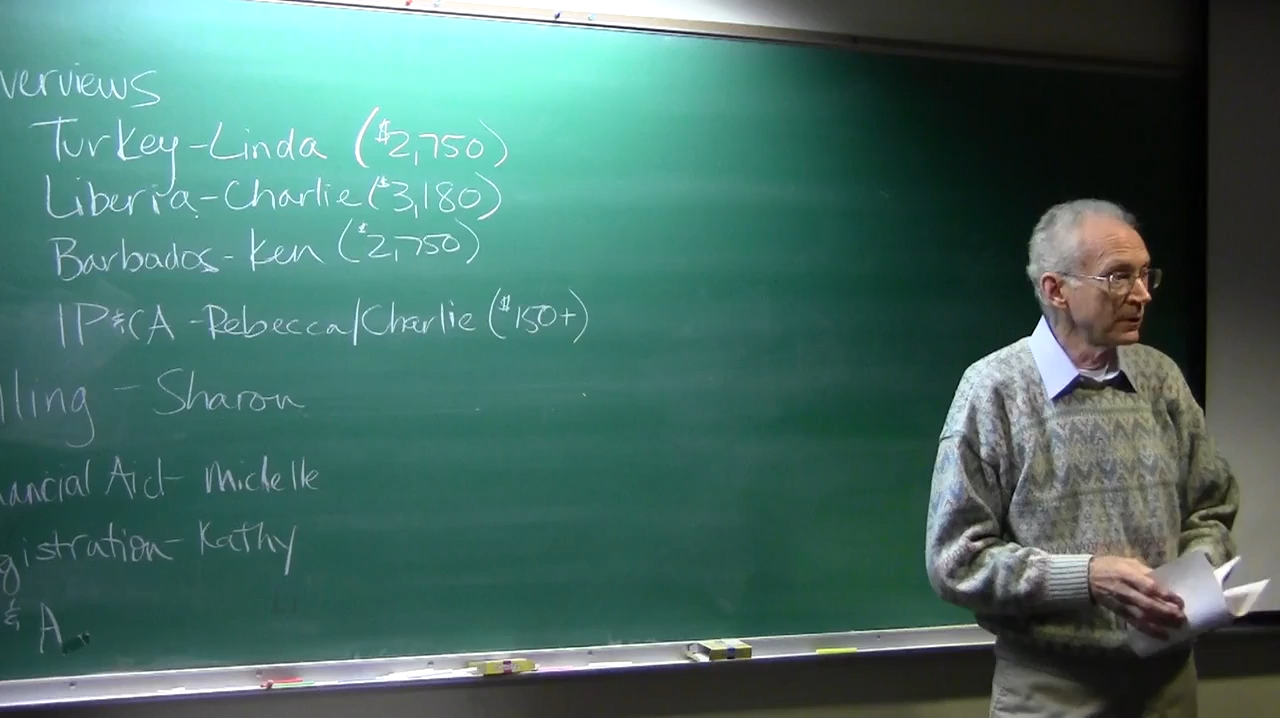 verviews
Turkey-Linda ($2,750)
Liberia-Charlie ($3,180)
Barbados-Ken ($2,750)
IP&CA-Rebecca/Charlie ($150+)
lling - Sharon
nancial Aid- Michelle
gistration- Kathy
& A